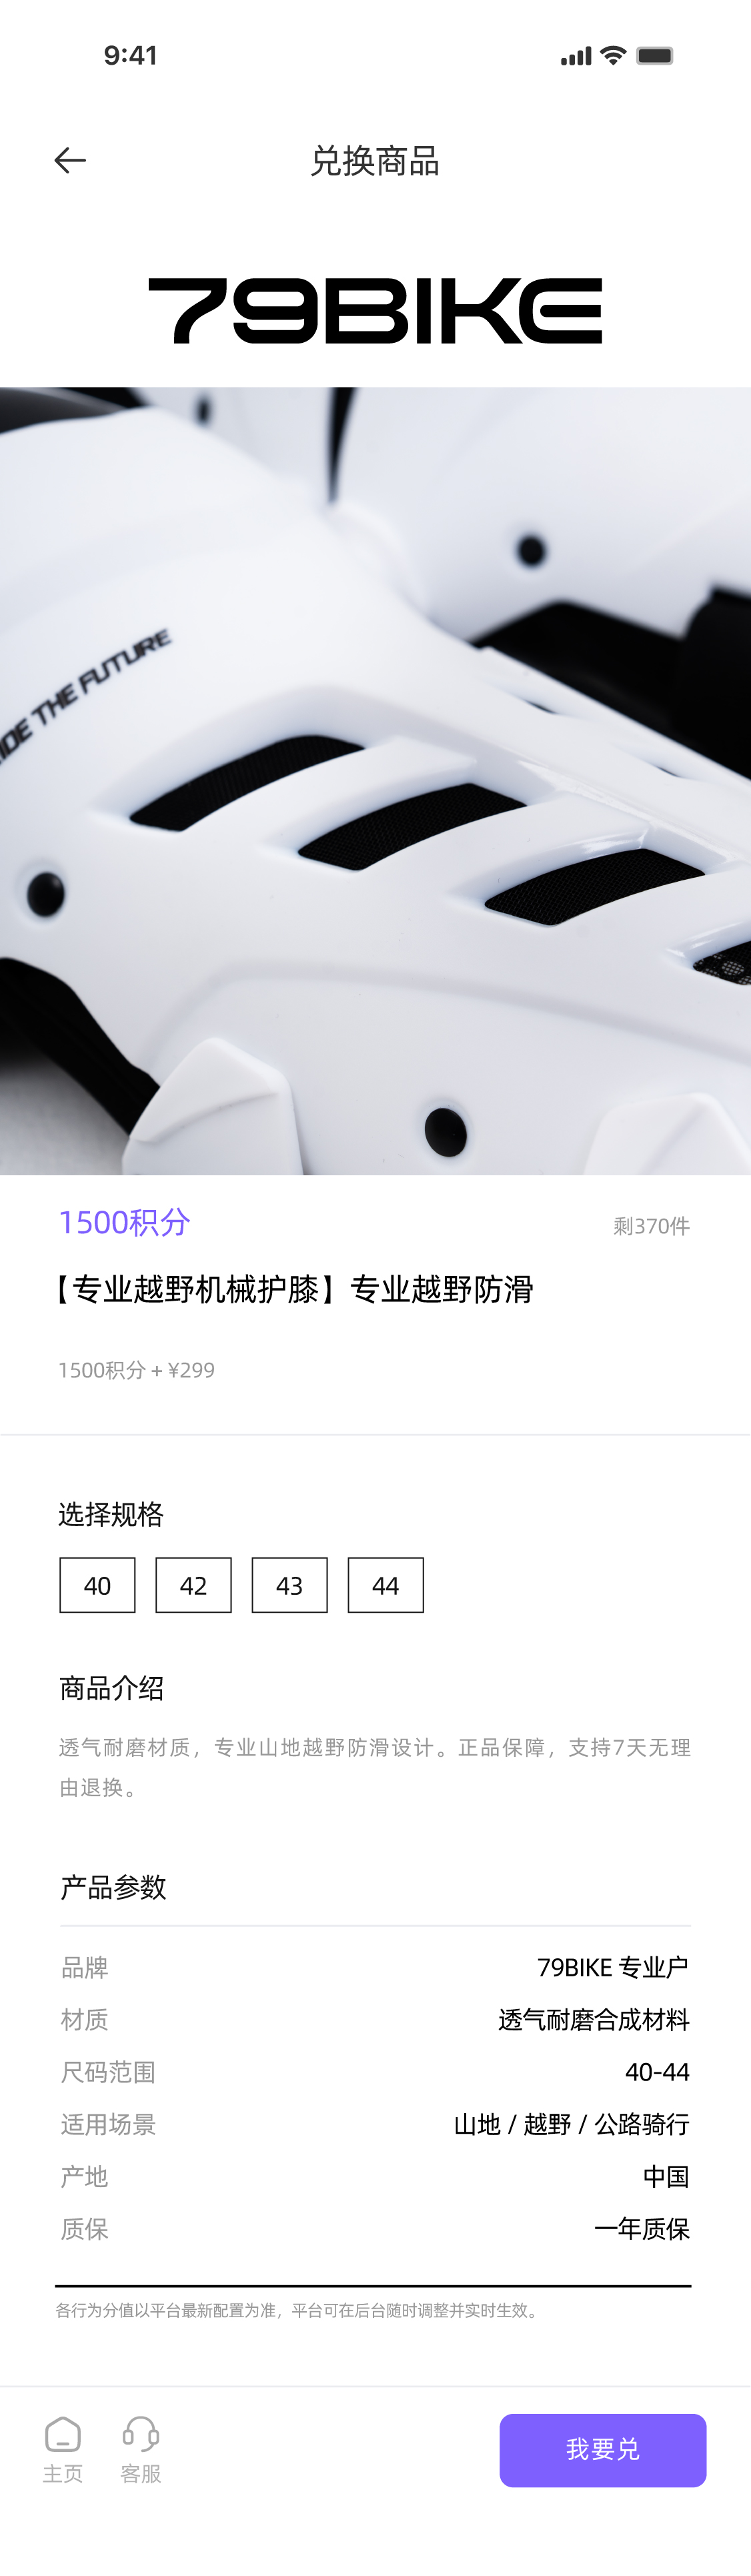 9:41
兑换商品
79BIKE
IDE THE FUTURE
1500积分
剩370件
【专业越野机械护膝】专业越野防滑
1500积分 + ¥299
选择规格
40 42 43 44
商品介绍
透气耐磨材质，专业山地越野防滑设计。正品保障，支持7天无理
由退换。
产品参数
品牌 79BIKE 专业户
材质 透气耐磨合成材料
尺码范围 40-44
适用场景 山地 / 越野 / 公路骑行
产地 中国
质保 一年质保
各行为分值以平台最新配置为准，平台可在后台随时调整并实时生效。
主页 客服 我要兑